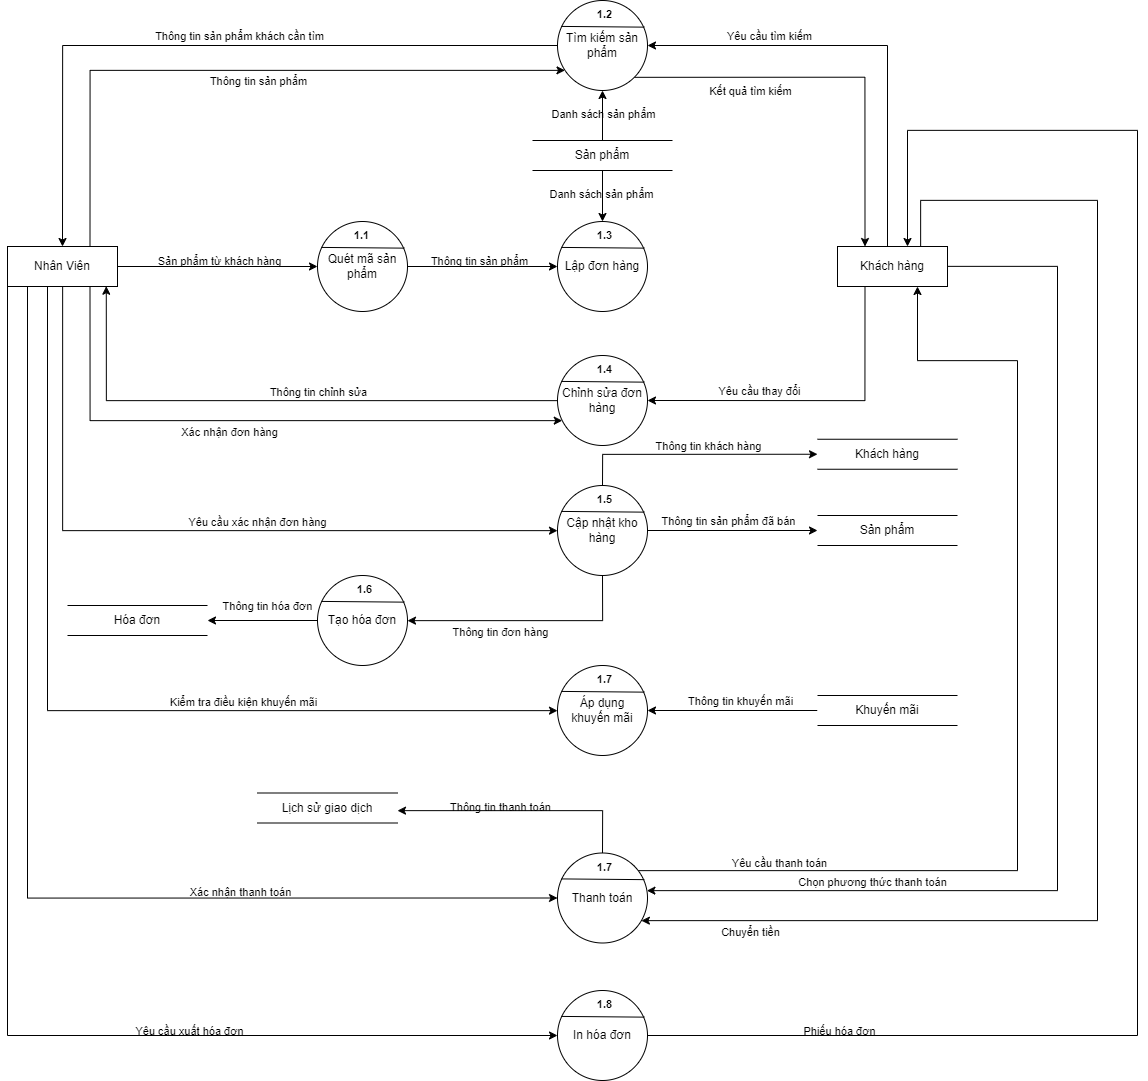 1.2
Tìm kiếm sản
phẩm
Thông tin sản phẩm khách cần tìm
Yêu cầu tìm kiếm
Thông tin sản phẩm
Kết quả tìm kiếm
Danh sách sản phẩm
Sản phẩm
Danh sách sản phẩm
Nhân Viên
Sản phẩm từ khách hàng
1.1
Quét mã sản
phẩm
Thông tin sản phẩm
1.3
Lập đơn hàng
Khách hàng
1.4
Chỉnh sửa đơn
hàng
Thông tin chỉnh sửa
Yêu cầu thay đổi
Xác nhận đơn hàng
Thông tin khách hàng
Khách hàng
1.5
Cập nhật kho
hàng
Yêu cầu xác nhận đơn hàng
Thông tin sản phẩm đã bán
Sản phẩm
1.6
Tạo hóa đơn
Hóa đơn
Thông tin hóa đơn
Thông tin đơn hàng
1.7
Áp dụng
khuyến mãi
Kiểm tra điều kiện khuyến mãi
Thông tin khuyến mãi
Khuyến mãi
Lịch sử giao dịch
Thông tin thanh toán
1.7
Thanh toán
Yêu cầu thanh toán
Chọn phương thức thanh toán
Xác nhận thanh toán
Chuyển tiền
1.8
In hóa đơn
Yêu cầu xuất hóa đơn
Phiếu hóa đơn